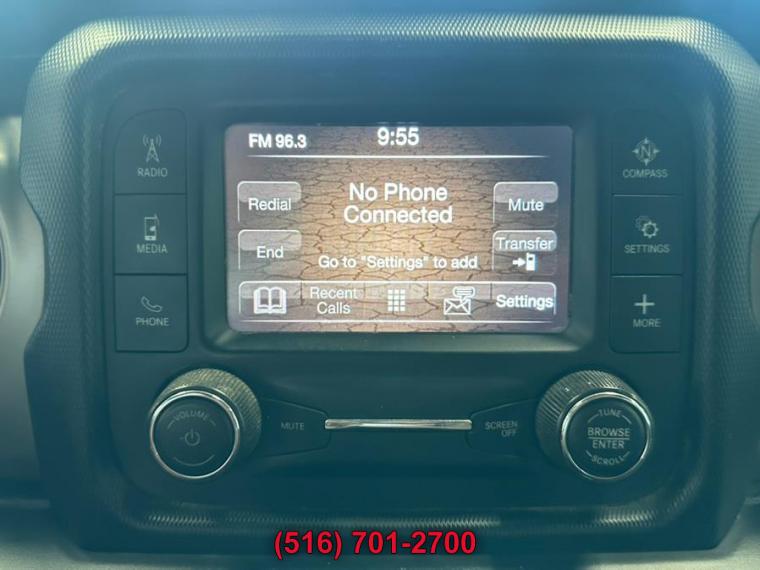 FM 96.3
9:55
No Phone
Connected
Redial
Mute
End
Go to "Settings" to add
Transfer
Recent
Calls
Settings
RADIO
MEDIA
PHONE
N
COMPASS
SETTINGS
MORE
VOLUME
MUTE
SCREEN
OFF
TUNE
BROWSE
ENTER
SCROLL
(516) 701-2700